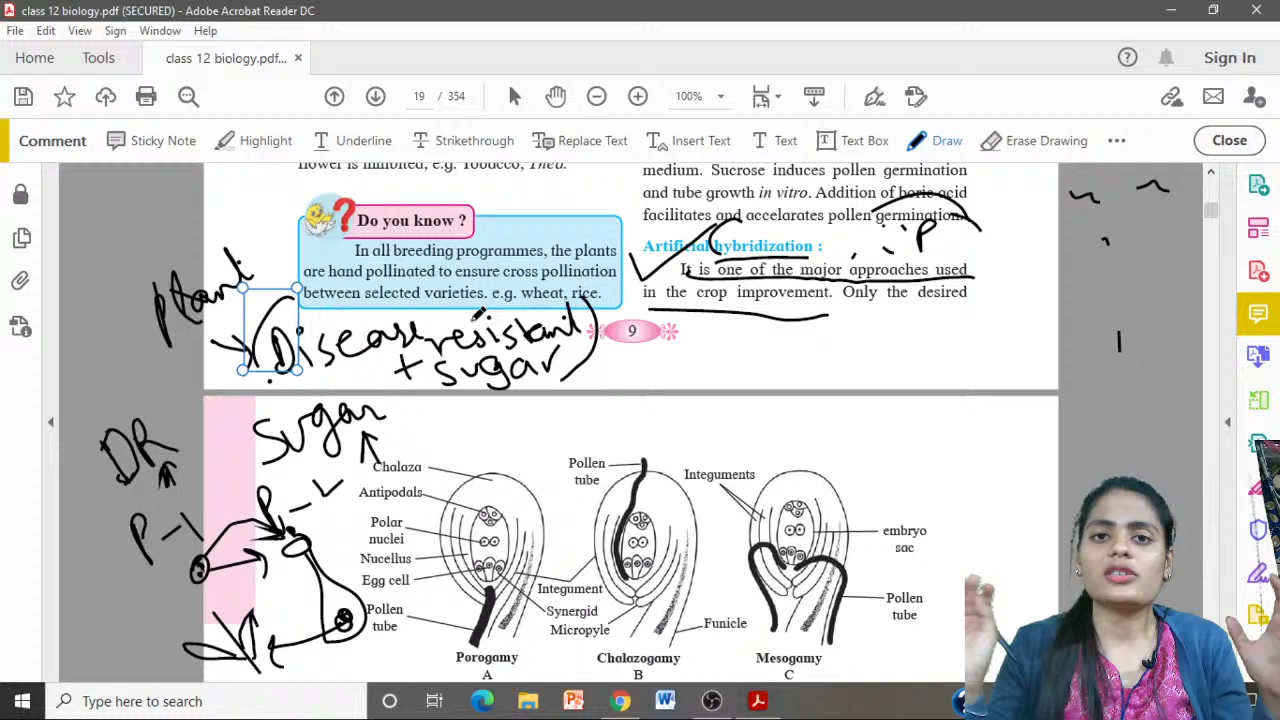 class 12 biology.pdf (SECURED) - Adobe Acrobat Reader DC
File Edit View Sign Window Help
Home Tools class 12 biology.pdf... × Sign In
19 / 354 100%
Comment Sticky Note Highlight Underline Strikethrough Replace Text Insert Text Text Text Box Draw Erase Drawing Close
flower is inhibited, e.g. Tobacco, Thea.
Do you know ?
In all breeding programmes, the plants
are hand pollinated to ensure cross pollination
between selected varieties. e.g. wheat, rice.
medium. Sucrose induces pollen germination
and tube growth in vitro. Addition of boric acid
facilitates and accelarates pollen germination.
Artificial hybridization :
It is one of the major approaches used
in the crop improvement. Only the desired
P
plant
Disease resistant
+ sugar
9
sugar
DR
P-1
P-2
Chalaza
Antipodals
Polar
nuclei
Nucellus
Egg cell
Pollen
tube
Porogamy
A
Pollen
tube
Integument
Synergid
Micropyle
Funicle
Chalazogamy
B
Integuments
embryo
sac
Pollen
tube
Mesogamy
C
Type here to search